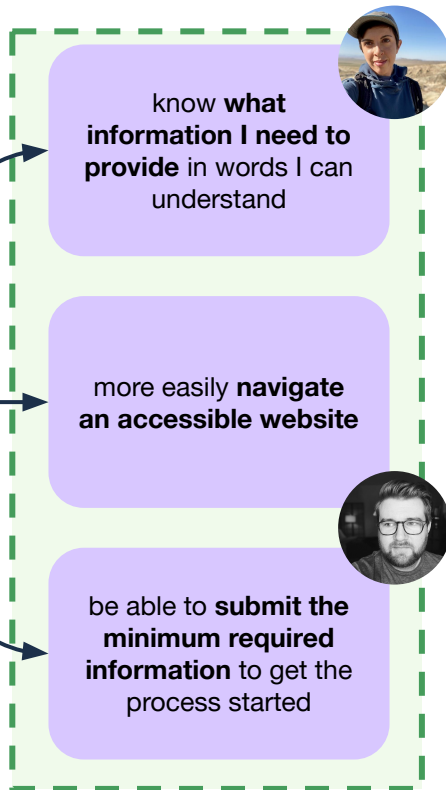 know what
information I need to
provide in words I can
understand
more easily navigate
an accessible website
be able to submit the
minimum required
information to get the
process started